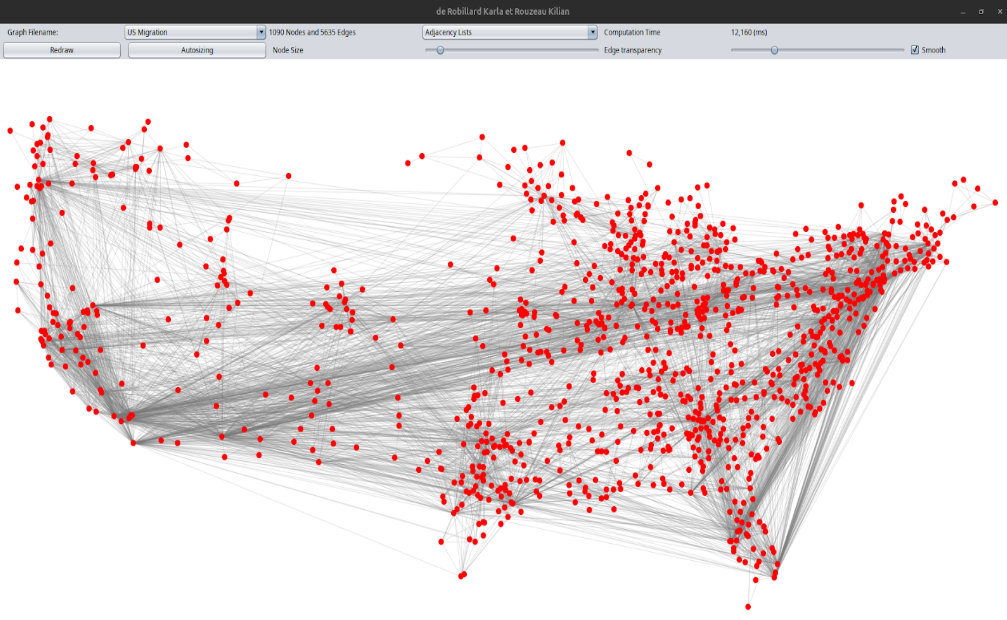 de Robillard Karla et Rouzeau Kilian
Graph Filename: US Migration 1090 Nodes and 5635 Edges Adjacency Lists Computation Time 12,160 (ms)
Redraw Autosizing Node Size Edge transparency Smooth